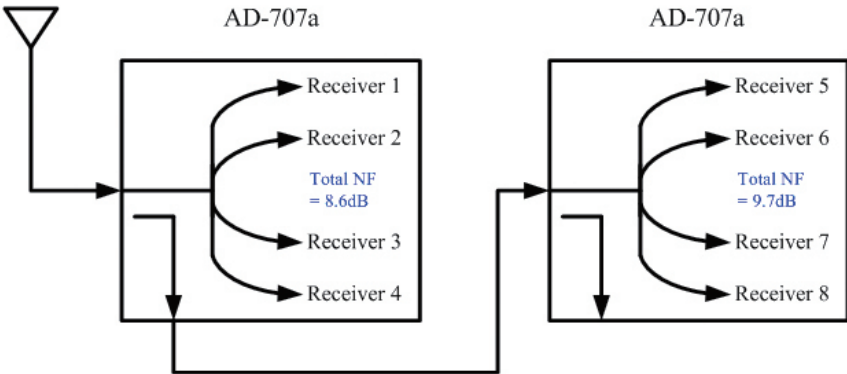 AD-707a
Receiver 1
Receiver 2
Total NF
= 8.6dB
Receiver 3
Receiver 4
AD-707a
Receiver 5
Receiver 6
Total NF
= 9.7dB
Receiver 7
Receiver 8